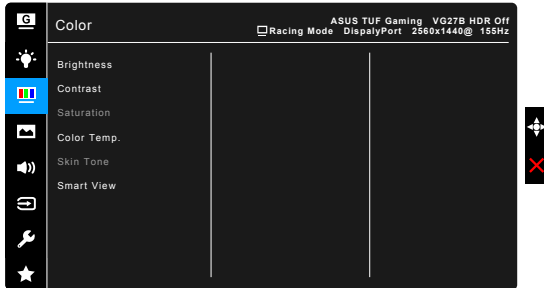 G
Color
ASUS TUF Gaming VG27B HDR Off
Racing Mode DispalyPort 2560x1440@ 155Hz
Brightness
Contrast
Saturation
Color Temp.
Skin Tone
Smart View